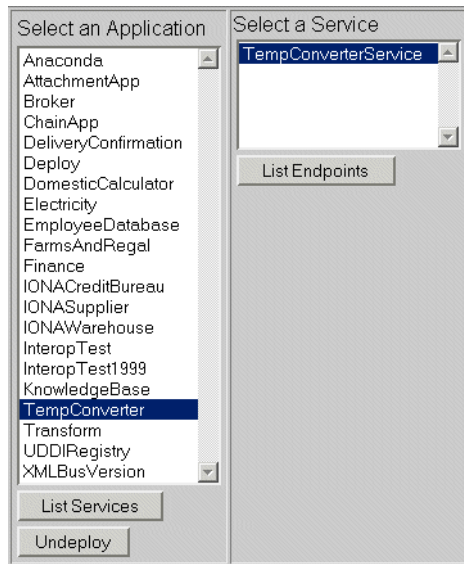 Select an Application
Anaconda
AttachmentApp
Broker
ChainApp
DeliveryConfirmation
Deploy
DomesticCalculator
Electricity
EmployeeDatabase
FarmsAndRegal
Finance
IONACreditBureau
IONASupplier
IONAWarehouse
InteropTest
InteropTest1999
KnowledgeBase
TempConverter
Transform
UDDIRegistry
XMLBusVersion
List Services
Undeploy
Select a Service
TempConverterService
List Endpoints